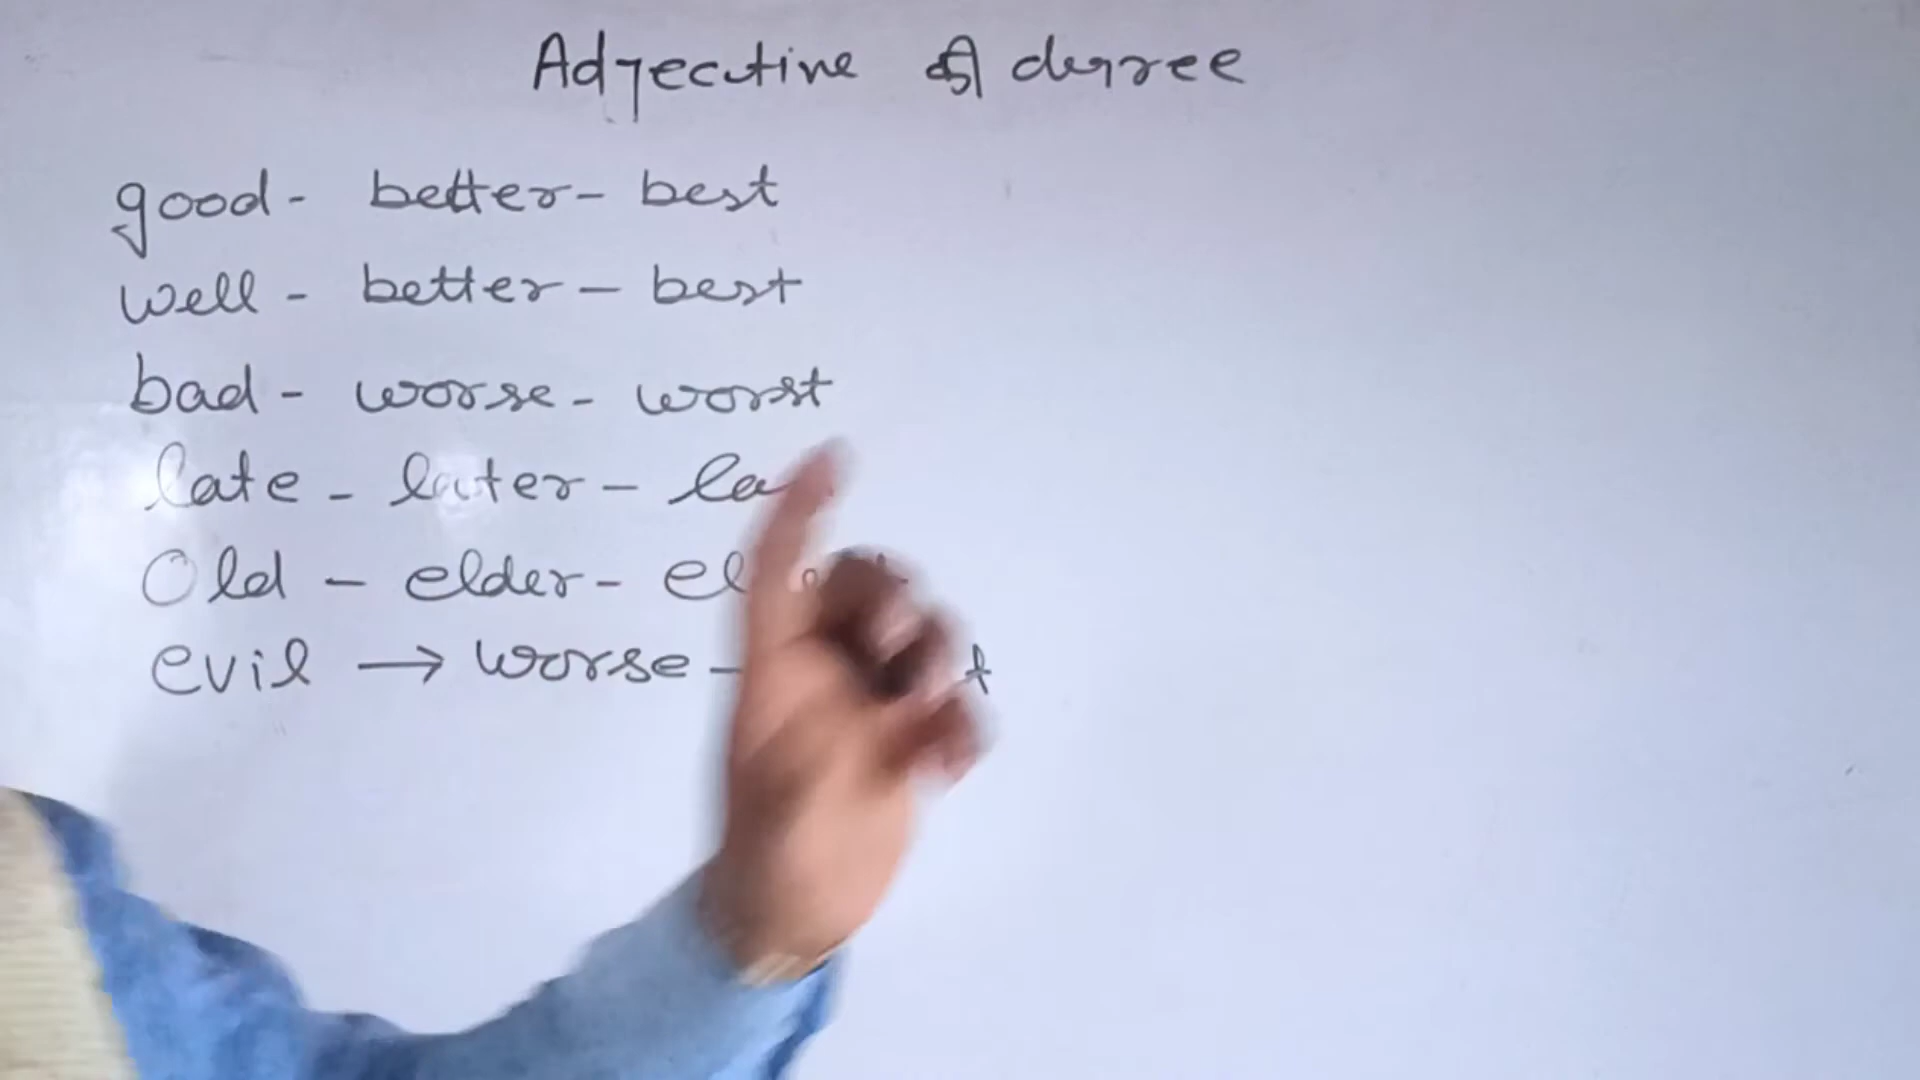 Adjective की degree
good - better - best
well - better - best
bad - worse - worst
late - later -
Old - elder -
evil → worse -